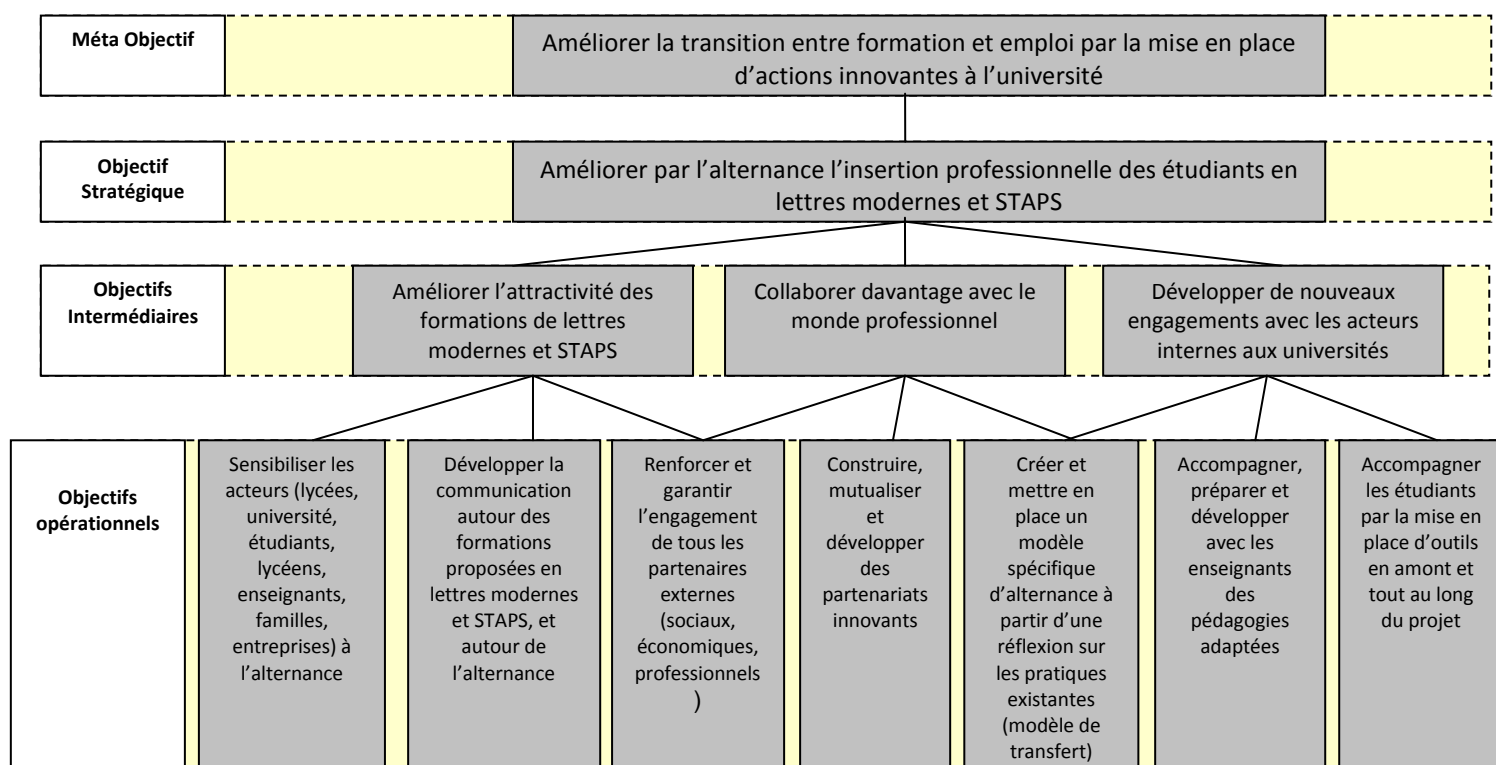 Méta Objectif
Améliorer la transition entre formation et emploi par la mise en place
d’actions innovantes à l’université
Objectif
Stratégique
Améliorer par l’alternance l’insertion professionnelle des étudiants en
lettres modernes et STAPS
Objectifs
Intermédiaires
Améliorer l’attractivité des
formations de lettres
modernes et STAPS
Collaborer davantage avec le
monde professionnel
Développer de nouveaux
engagements avec les acteurs
internes aux universités
Objectifs
opérationnels
Sensibiliser les
acteurs (lycées,
université,
étudiants,
lycéens,
enseignants,
familles,
entreprises) à
l’alternance
Développer la
communication
autour des
formations
proposées en
lettres modernes
et STAPS, et
autour de
l’alternance
Renforcer et
garantir
l’engagement
de tous les
partenaires
externes
(sociaux,
économiques,
professionnels
)
Construire,
mutualiser
et
développer
des
partenariats
innovants
Créer et
mettre en
place un
modèle
spécifique
d’alternance à
partir d’une
réflexion sur
les pratiques
existantes
(modèle de
transfert)
Accompagner,
préparer et
développer
avec les
enseignants
des
pédagogies
adaptées
Accompagner
les étudiants
par la mise en
place d’outils
en amont et
tout au long
du projet